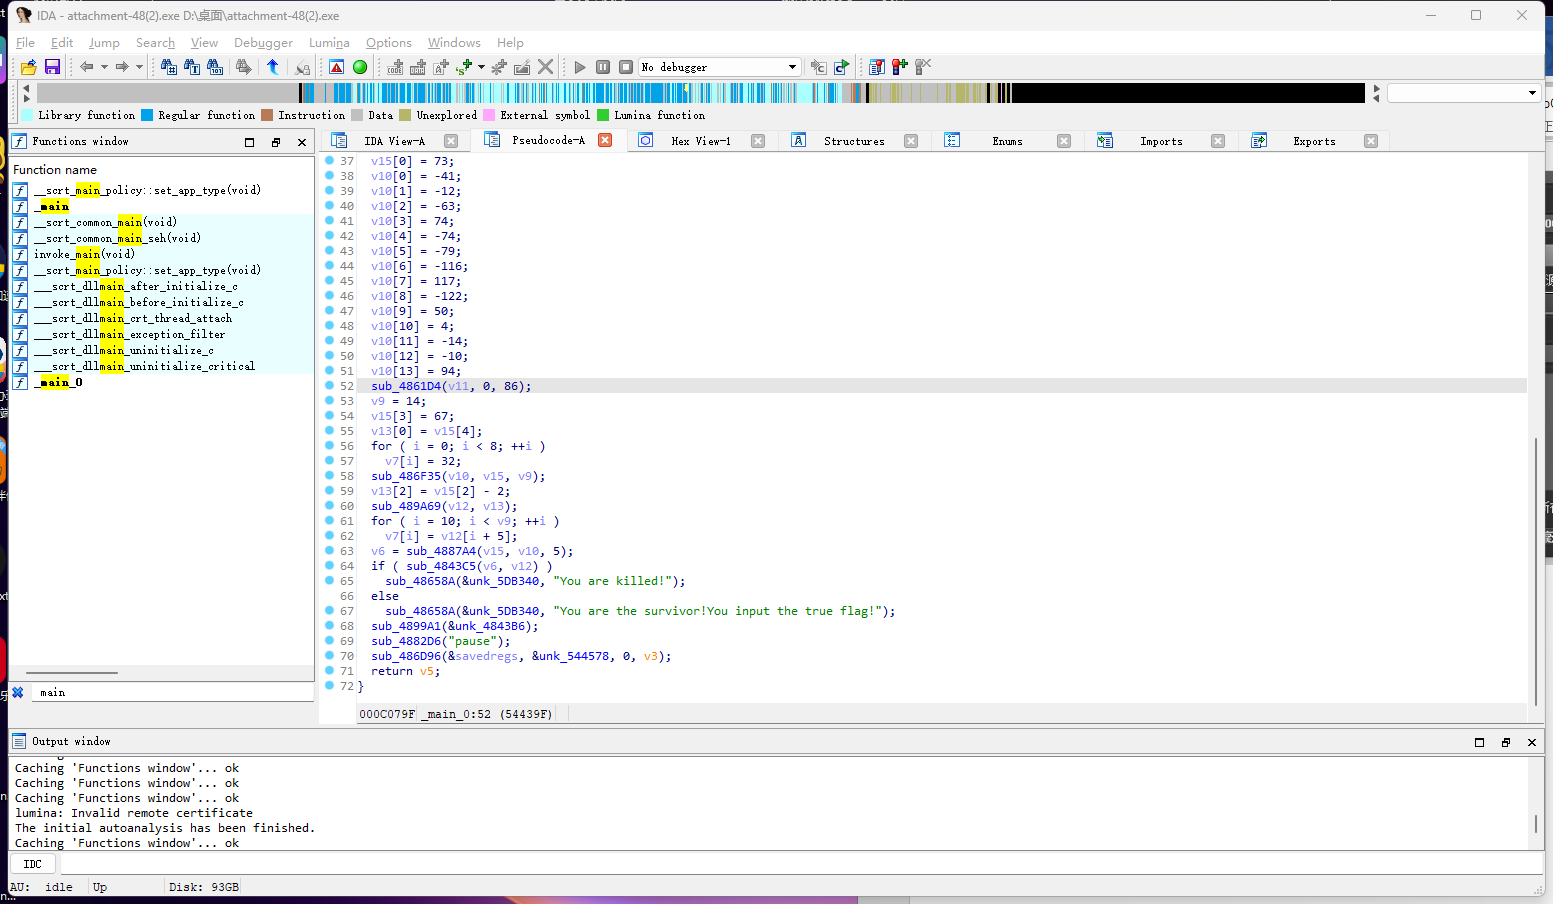 IDA - attachment-48(2).exe D:\桌面\attachment-48(2).exe
File Edit Jump Search View Debugger Lumina Options Windows Help
No debugger
Library function Regular function Instruction Data Unexplored External symbol Lumina function
Functions window
IDA View-A Pseudocode-A Hex View-1 Structures Enums Imports Exports
Function name
__scrt_main_policy::set_app_type(void)
_main
__scrt_common_main(void)
__scrt_common_main_seh(void)
invoke_main(void)
__scrt_main_policy::set_app_type(void)
___scrt_dllmain_after_initialize_c
___scrt_dllmain_before_initialize_c
___scrt_dllmain_crt_thread_attach
___scrt_dllmain_exception_filter
___scrt_dllmain_uninitialize_c
___scrt_dllmain_uninitialize_critical
_main_0
main
37 v15[0] = 73;
38 v10[0] = -41;
39 v10[1] = -12;
40 v10[2] = -63;
41 v10[3] = 74;
42 v10[4] = -74;
43 v10[5] = -79;
44 v10[6] = -116;
45 v10[7] = 117;
46 v10[8] = -122;
47 v10[9] = 50;
48 v10[10] = 4;
49 v10[11] = -14;
50 v10[12] = -10;
51 v10[13] = 94;
52 sub_4861D4(v11, 0, 86);
53 v9 = 14;
54 v15[3] = 67;
55 v13[0] = v15[4];
56 for ( i = 0; i < 8; ++i )
57 v7[i] = 32;
58 sub_486F35(v10, v15, v9);
59 v13[2] = v15[2] - 2;
60 sub_489A69(v12, v13);
61 for ( i = 10; i < v9; ++i )
62 v7[i] = v12[i + 5];
63 v6 = sub_4887A4(v15, v10, 5);
64 if ( sub_4843C5(v6, v12) )
65 sub_48658A(&unk_5DB340, "You are killed!");
66 else
67 sub_48658A(&unk_5DB340, "You are the survivor!You input the true flag!");
68 sub_4899A1(&unk_4843B6);
69 sub_4882D6("pause");
70 sub_486D96(&savedregs, &unk_544578, 0, v3);
71 return v5;
72 }
000C079F _main_0:52 (54439F)
Output window
Caching 'Functions window'... ok
Caching 'Functions window'... ok
Caching 'Functions window'... ok
lumina: Invalid remote certificate
The initial autoanalysis has been finished.
Caching 'Functions window'... ok
IDC
AU: idle Up Disk: 93GB